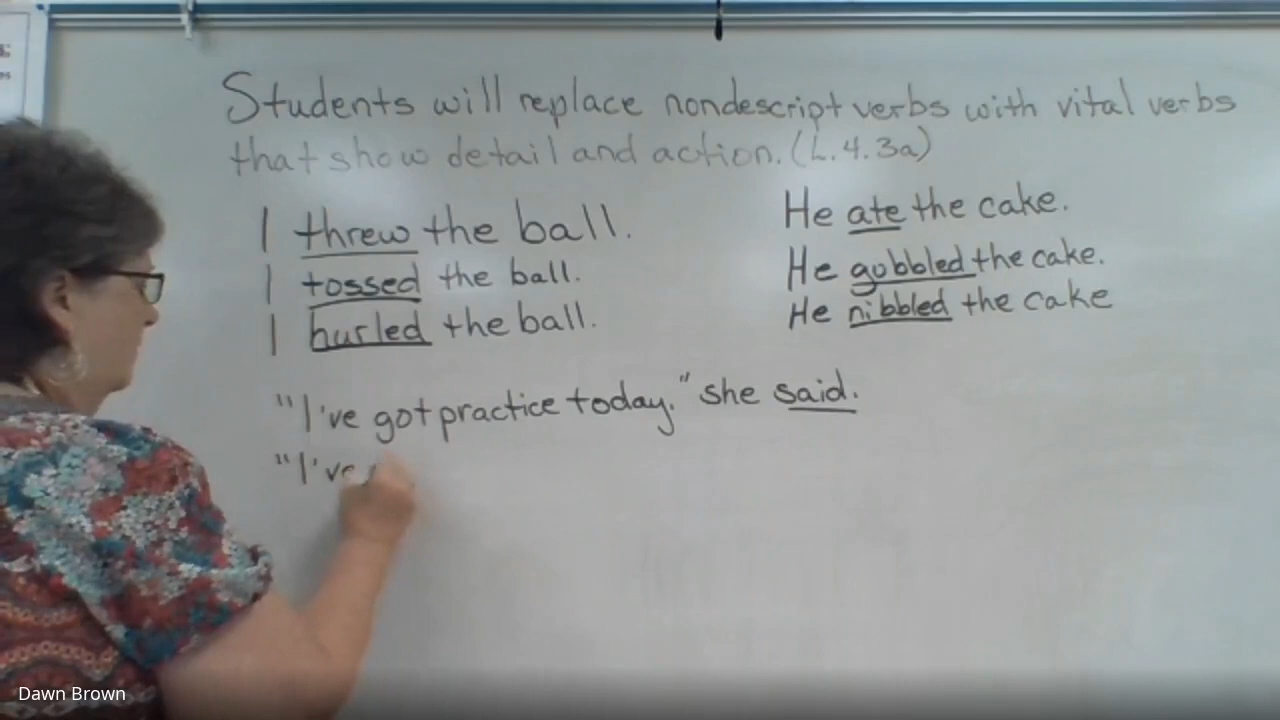 Students will replace nondescript verbs with vital verbs
that show detail and action. (L.4.3a)
I threw the ball.
I tossed the ball.
I hurled the ball.
He ate the cake.
He gobbled the cake.
He nibbled the cake
"I've got practice today." she said.
"I've
Dawn Brown